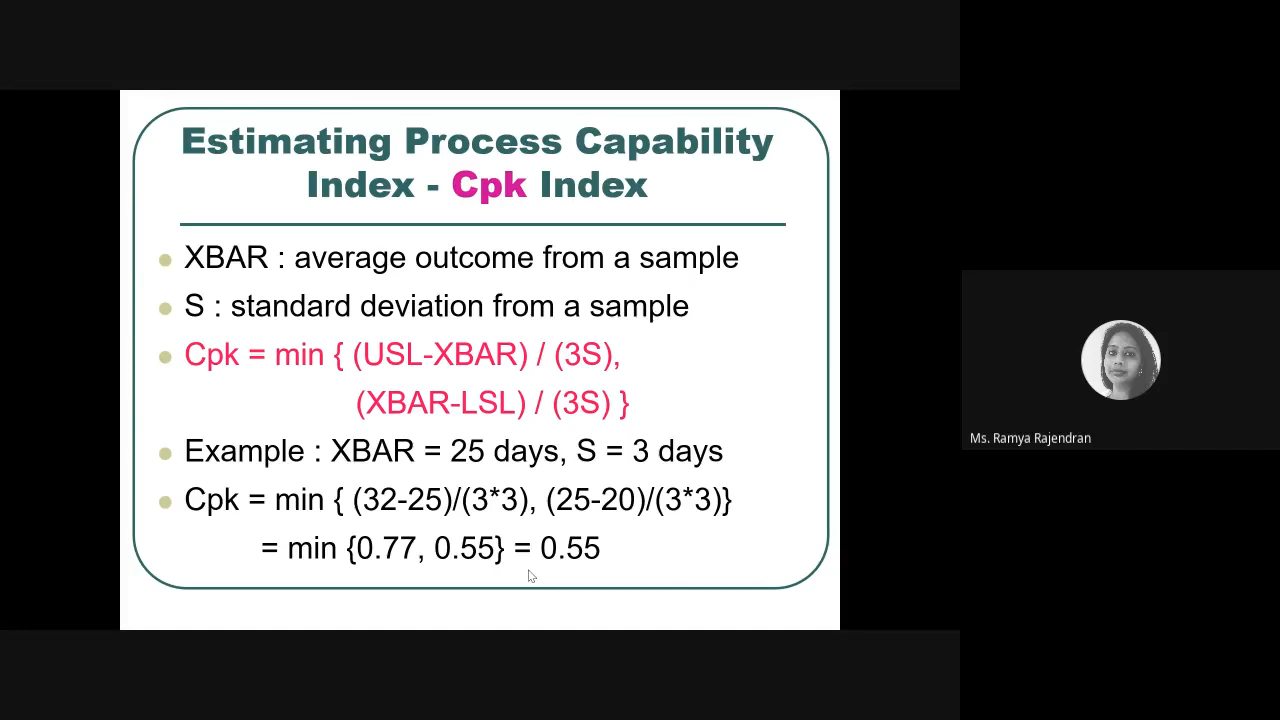 Estimating Process Capability
Index - Cpk Index
XBAR : average outcome from a sample
S : standard deviation from a sample
Cpk = min { (USL-XBAR) / (3S),
(XBAR-LSL) / (3S) }
Example : XBAR = 25 days, S = 3 days
Cpk = min { (32-25)/(3*3), (25-20)/(3*3)}
= min {0.77, 0.55} = 0.55
Ms. Ramya Rajendran